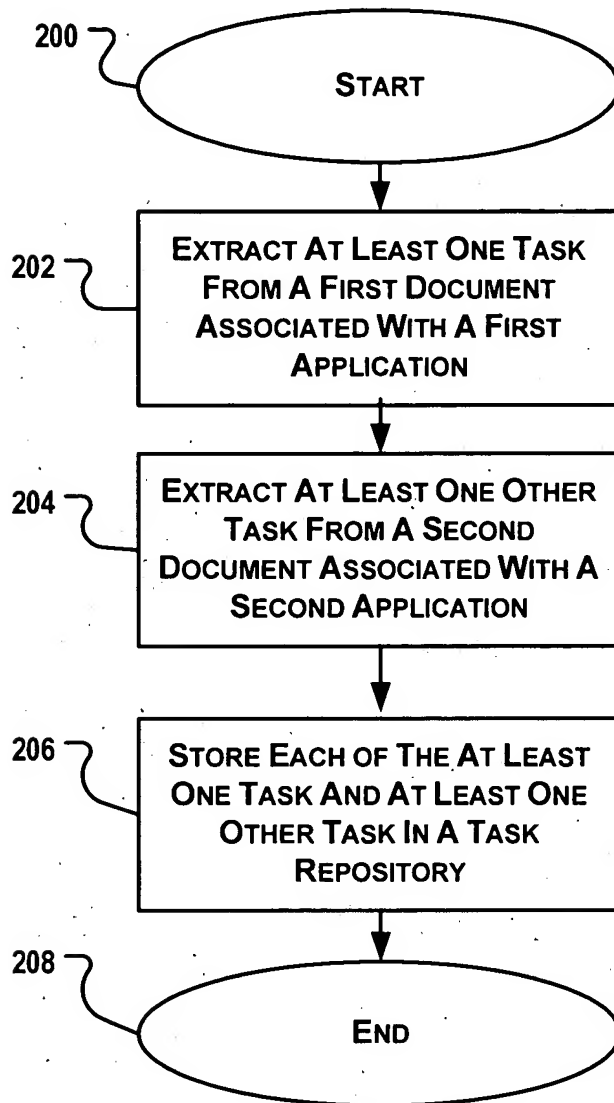 200
START
202
EXTRACT AT LEAST ONE TASK
FROM A FIRST DOCUMENT
ASSOCIATED WITH A FIRST
APPLICATION
204
EXTRACT AT LEAST ONE OTHER
TASK FROM A SECOND
DOCUMENT ASSOCIATED WITH A
SECOND APPLICATION
206
STORE EACH OF THE AT LEAST
ONE TASK AND AT LEAST ONE
OTHER TASK IN A TASK
REPOSITORY
208
END